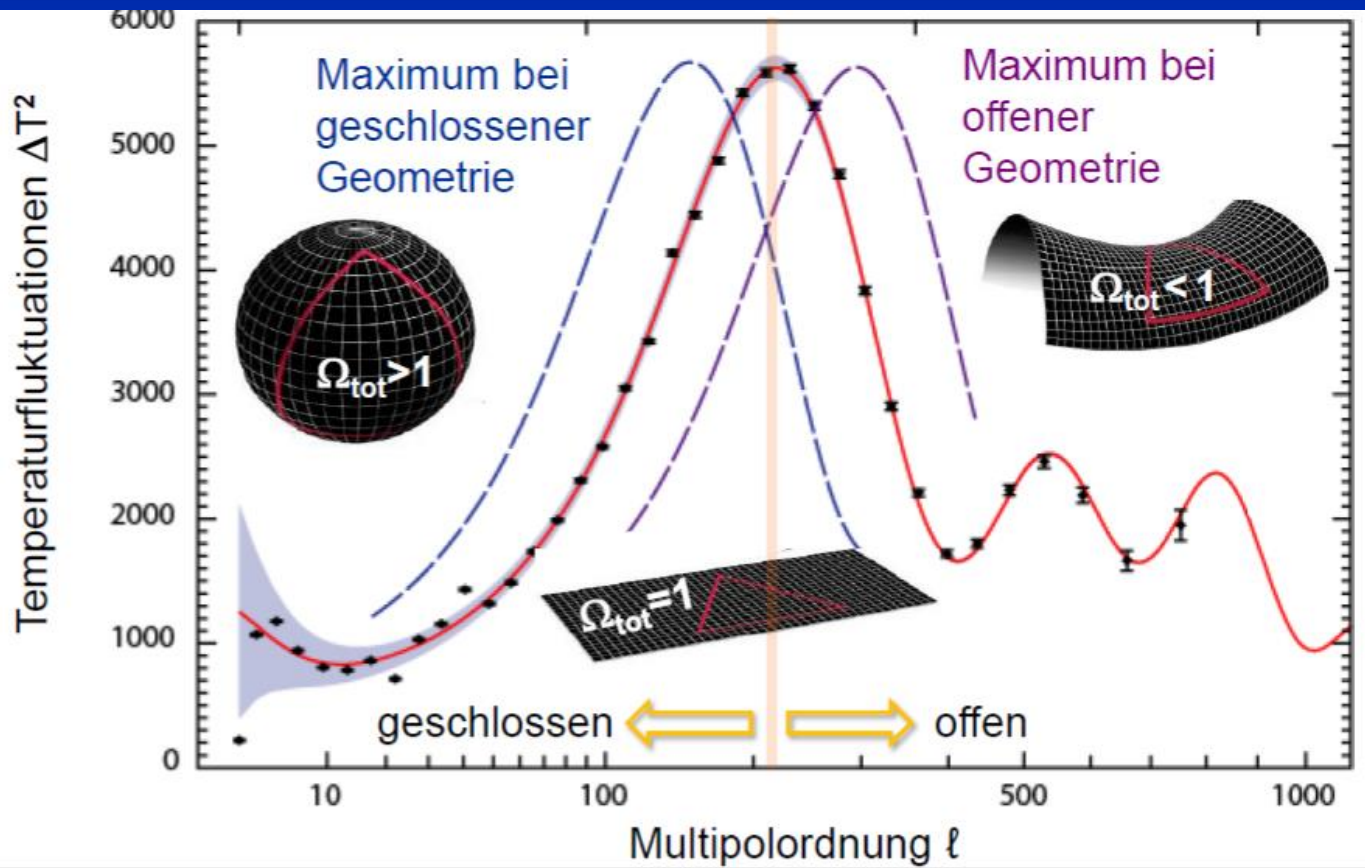 6000
5000
4000
3000
2000
1000
0
Temperaturfluktuationen ΔT²
Maximum bei
geschlossener
Geometrie
Maximum bei
offener
Geometrie
Ωtot>1
Ωtot<1
Ωtot=1
geschlossen
offen
10
100
500
1000
Multipolordnung ℓ